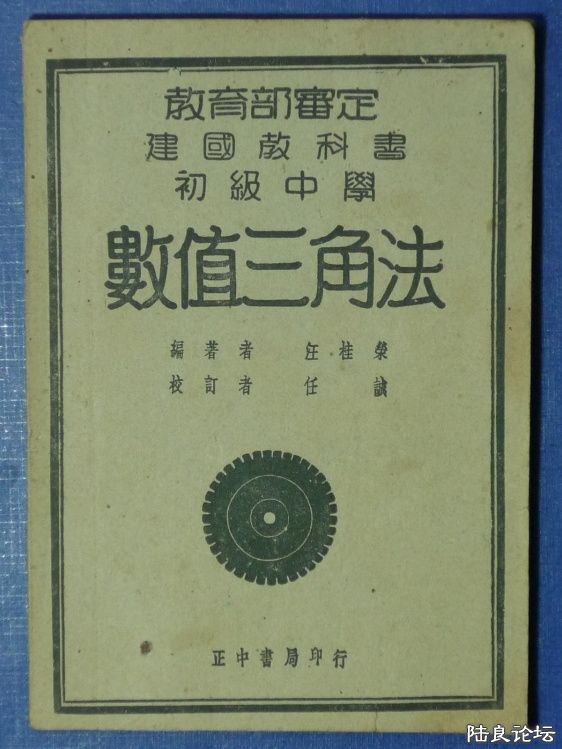 教育部審定
建國教科書
初級中學
數值三角法
編著者 汪桂榮
校訂者 任誠
正中書局印行
陆良论坛